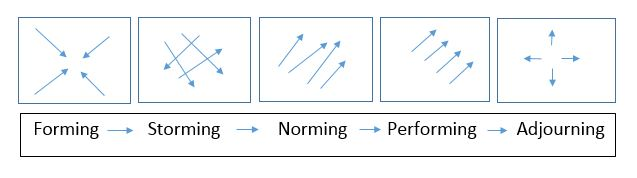 Forming → Storming → Norming → Performing → Adjourning